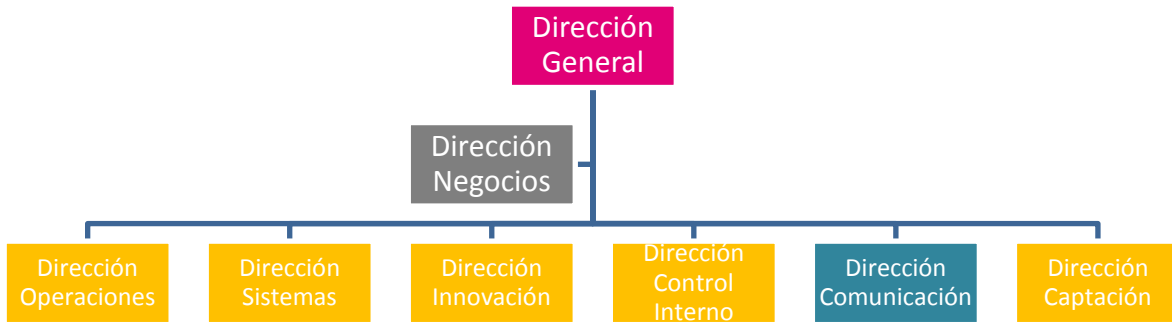 Dirección
General
Dirección
Negocios
Dirección
Operaciones
Dirección
Sistemas
Dirección
Innovación
Dirección
Control
Interno
Dirección
Comunicación
Dirección
Captación